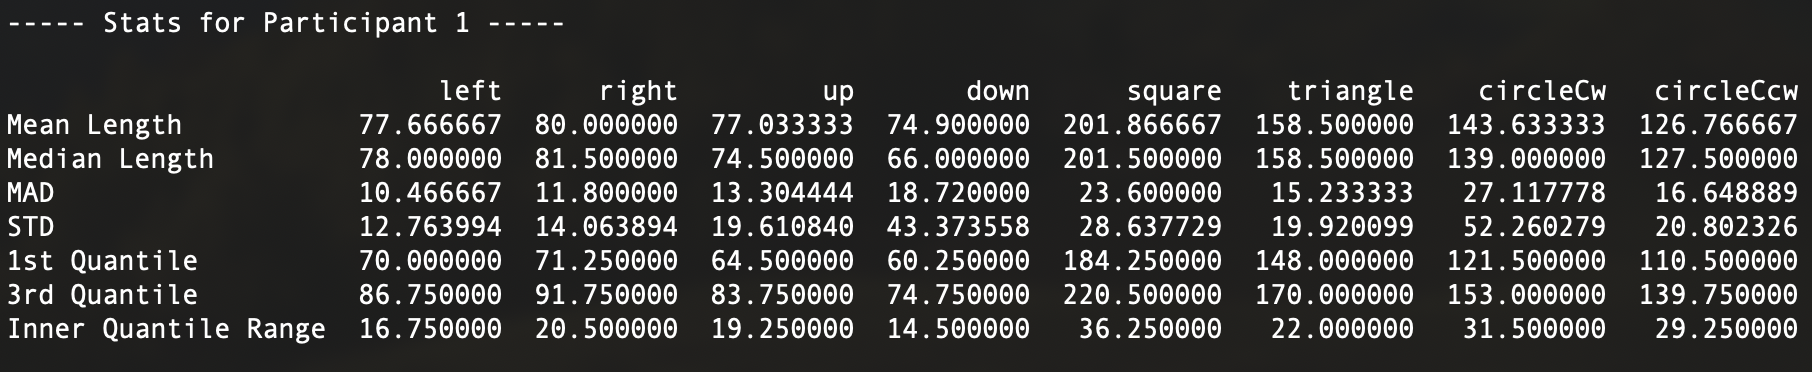 ----- Stats for Participant 1 -----
left right up down square triangle circleCw circleCcw
Mean Length 77.666667 80.000000 77.033333 74.900000 201.866667 158.500000 143.633333 126.766667
Median Length 78.000000 81.500000 74.500000 66.000000 201.500000 158.500000 139.000000 127.500000
MAD 10.466667 11.800000 13.304444 18.720000 23.600000 15.233333 27.117778 16.648889
STD 12.763994 14.063894 19.610840 43.373558 28.637729 19.920099 52.260279 20.802326
1st Quantile 70.000000 71.250000 64.500000 60.250000 184.250000 148.000000 121.500000 110.500000
3rd Quantile 86.750000 91.750000 83.750000 74.750000 220.500000 170.000000 153.000000 139.750000
Inner Quantile Range 16.750000 20.500000 19.250000 14.500000 36.250000 22.000000 31.500000 29.250000